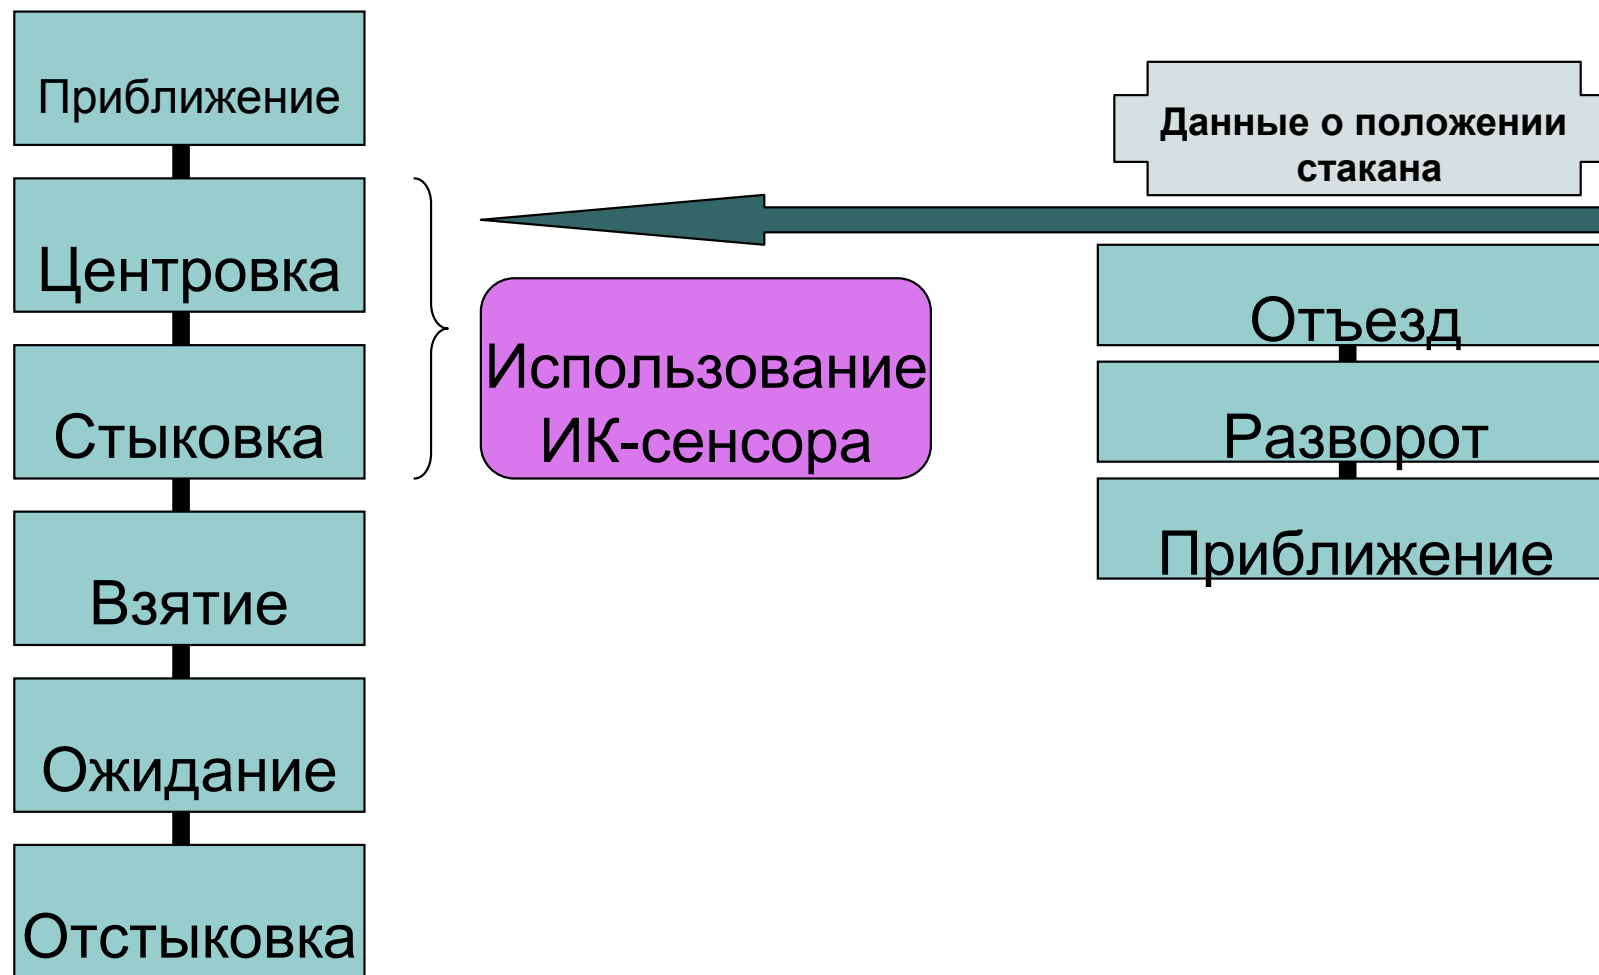 Приближение
Центровка
Стыковка
Взятие
Ожидание
Отстыковка
Использование
ИК-сенсора
Данные о положении
стакана
Отъезд
Разворот
Приближение